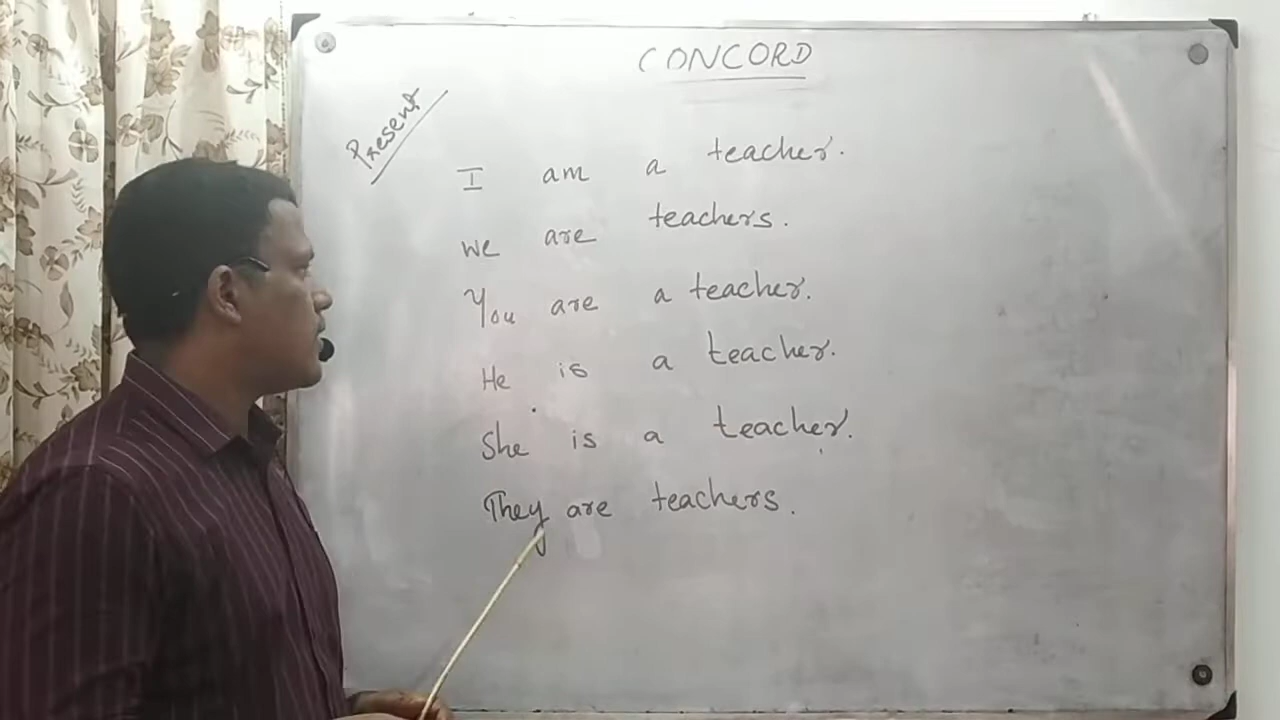 CONCORD
Present
I am a teacher.
we are teachers.
You are a teacher.
He is a teacher.
She is a teacher.
They are teachers.